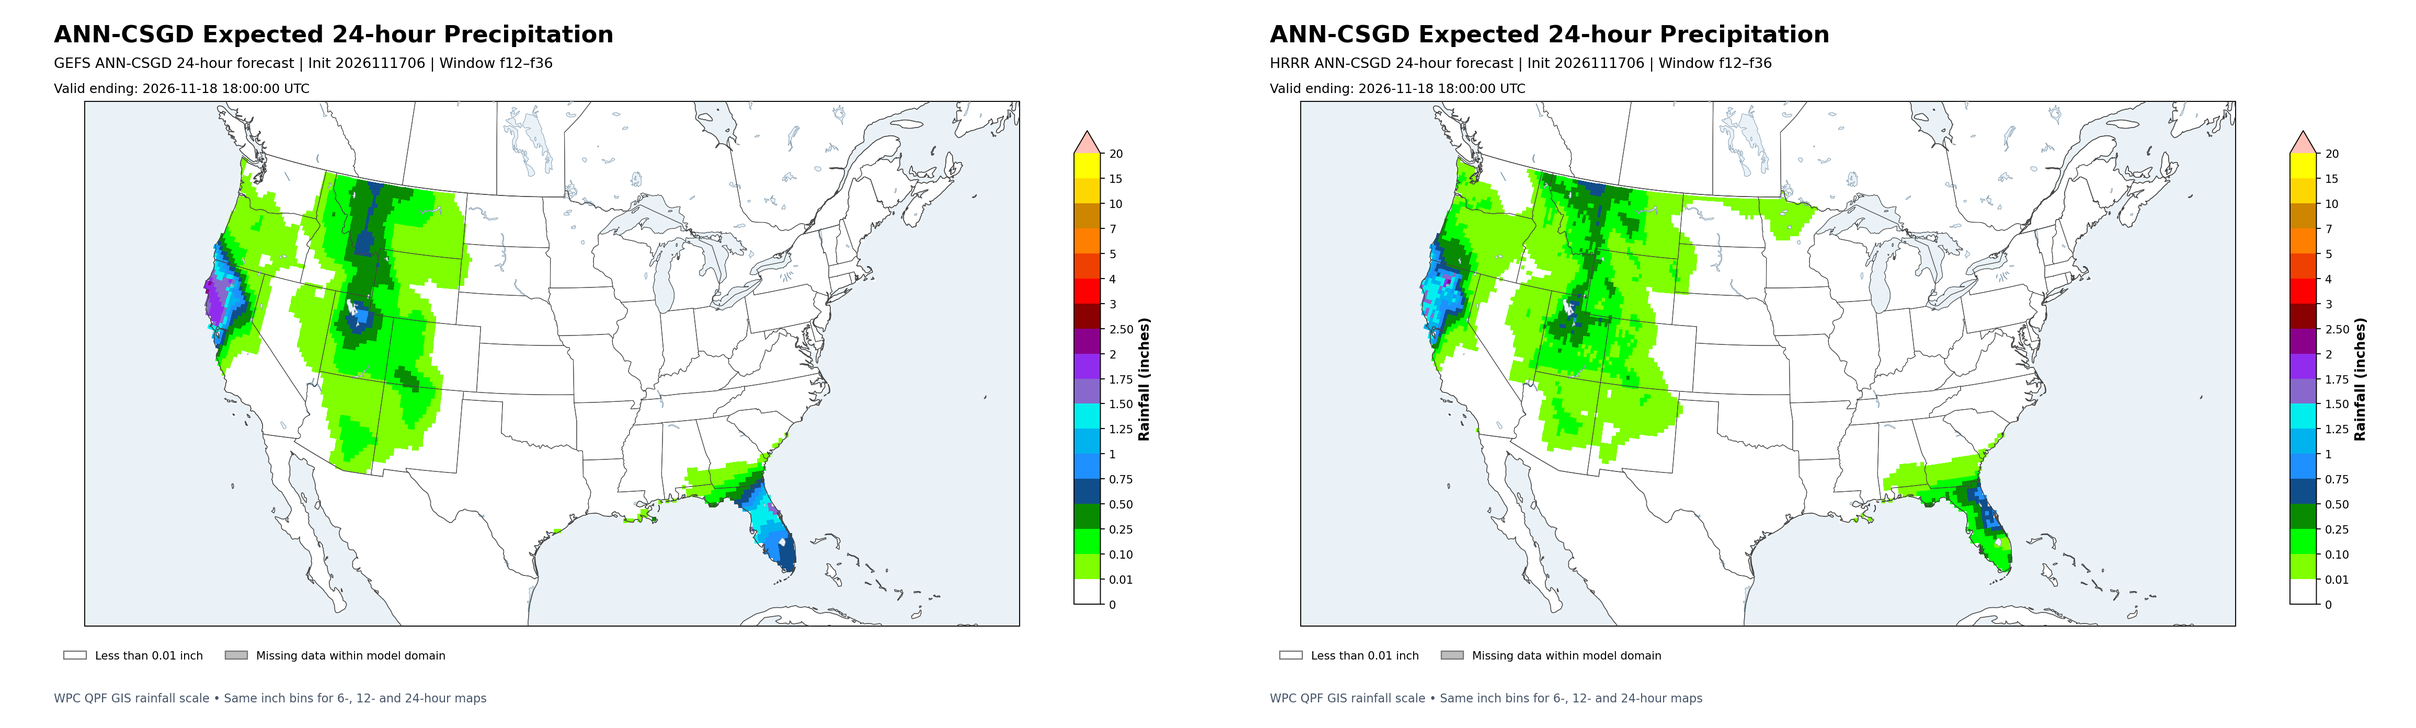 ANN-CSGD Expected 24-hour Precipitation
GEFS ANN-CSGD 24-hour forecast | Init 2026111706 | Window f12–f36
Valid ending: 2026-11-18 18:00:00 UTC
20
15
10
7
5
4
3
2.50
2
1.75
1.50
1.25
1
0.75
0.50
0.25
0.10
0.01
0
Rainfall (inches)
Less than 0.01 inch
Missing data within model domain
WPC QPF GIS rainfall scale • Same inch bins for 6-, 12- and 24-hour maps
ANN-CSGD Expected 24-hour Precipitation
HRRR ANN-CSGD 24-hour forecast | Init 2026111706 | Window f12–f36
Valid ending: 2026-11-18 18:00:00 UTC
20
15
10
7
5
4
3
2.50
2
1.75
1.50
1.25
1
0.75
0.50
0.25
0.10
0.01
0
Rainfall (inches)
Less than 0.01 inch
Missing data within model domain
WPC QPF GIS rainfall scale • Same inch bins for 6-, 12- and 24-hour maps